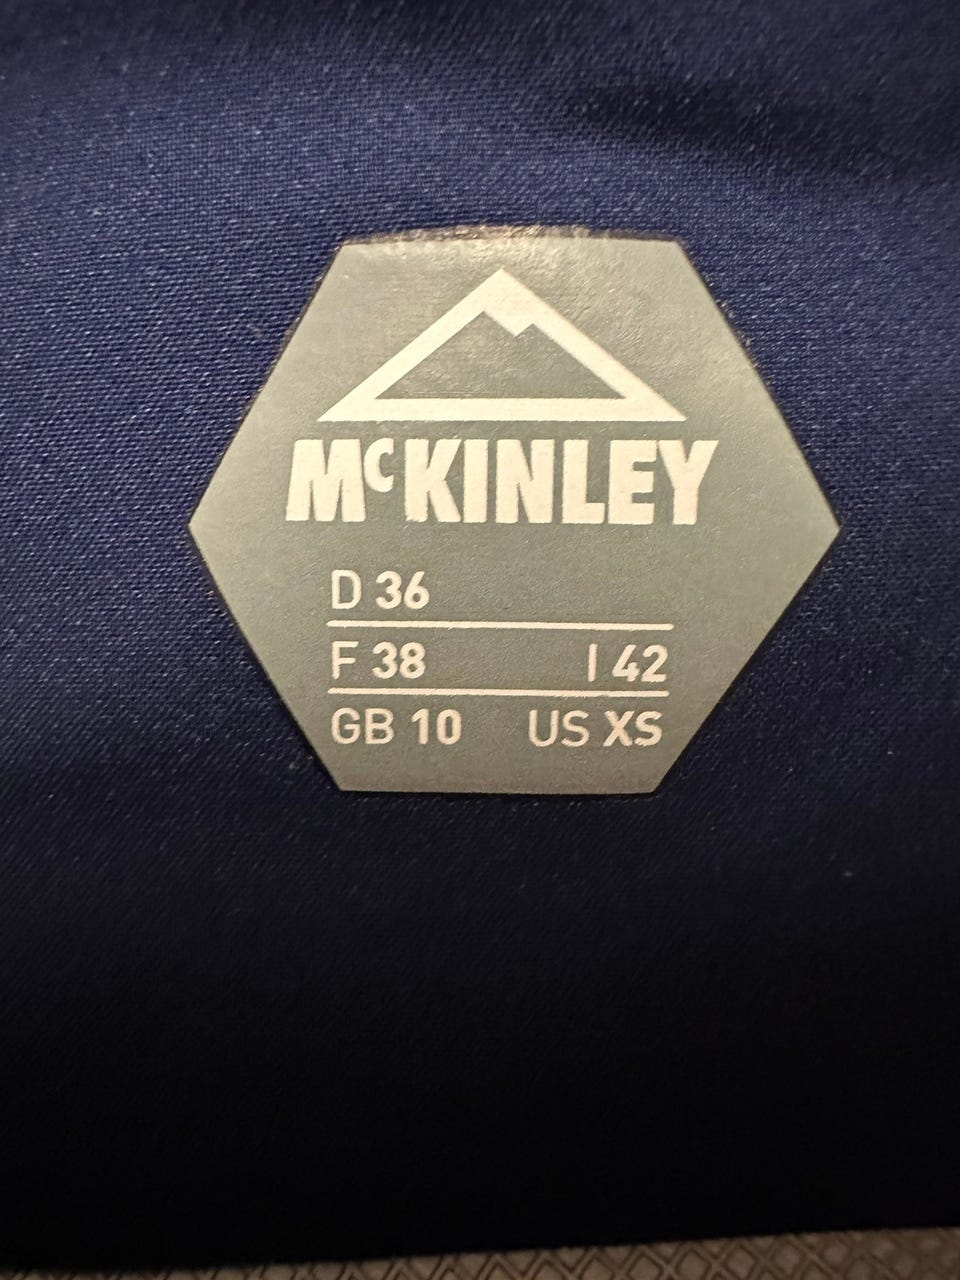 McKINLEY
D 36
F 38 I 42
GB 10 US XS